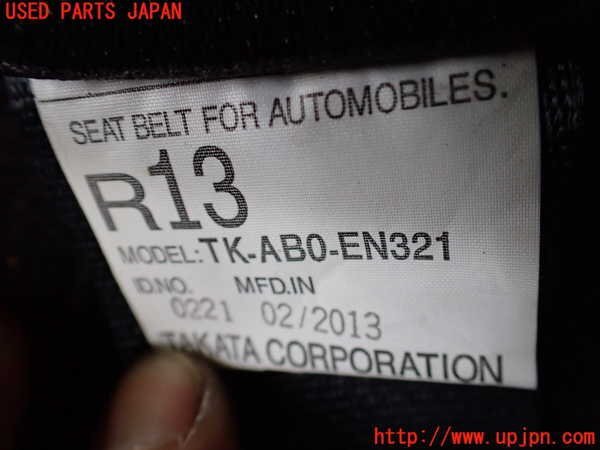 USED PARTS JAPAN
SEAT BELT FOR AUTOMOBILES.
R13
MODEL:TK-AB0-EN321
ID.NO. MFD.IN
0221 02/2013
TAKATA CORPORATION
http://www.upjpn.com/